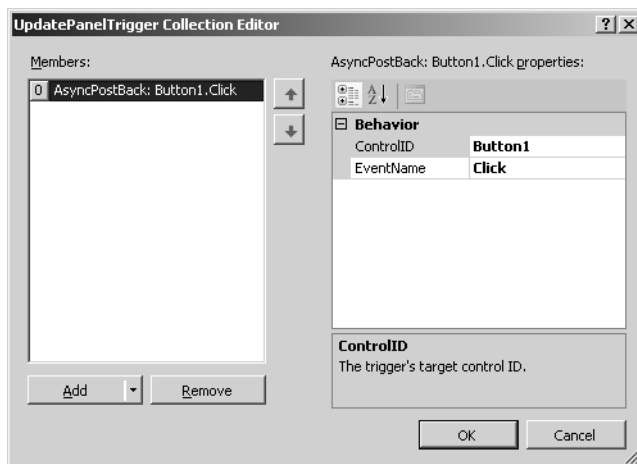 UpdatePanelTrigger Collection Editor
Members:
0 AsyncPostBack: Button1.Click
Add
Remove
AsyncPostBack: Button1.Click properties:
Behavior
ControlID Button1
EventName Click
ControlID
The trigger's target control ID.
OK
Cancel